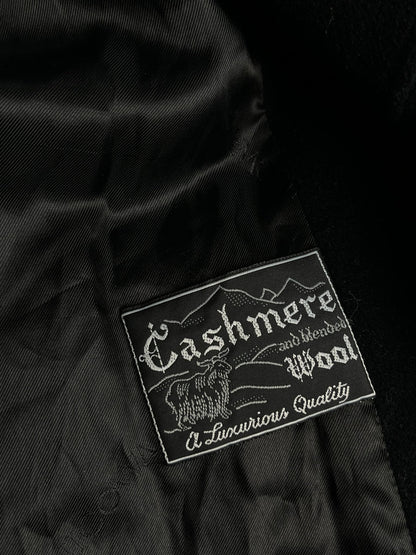 Cashmere
and blended
Wool
A Luxurious Quality